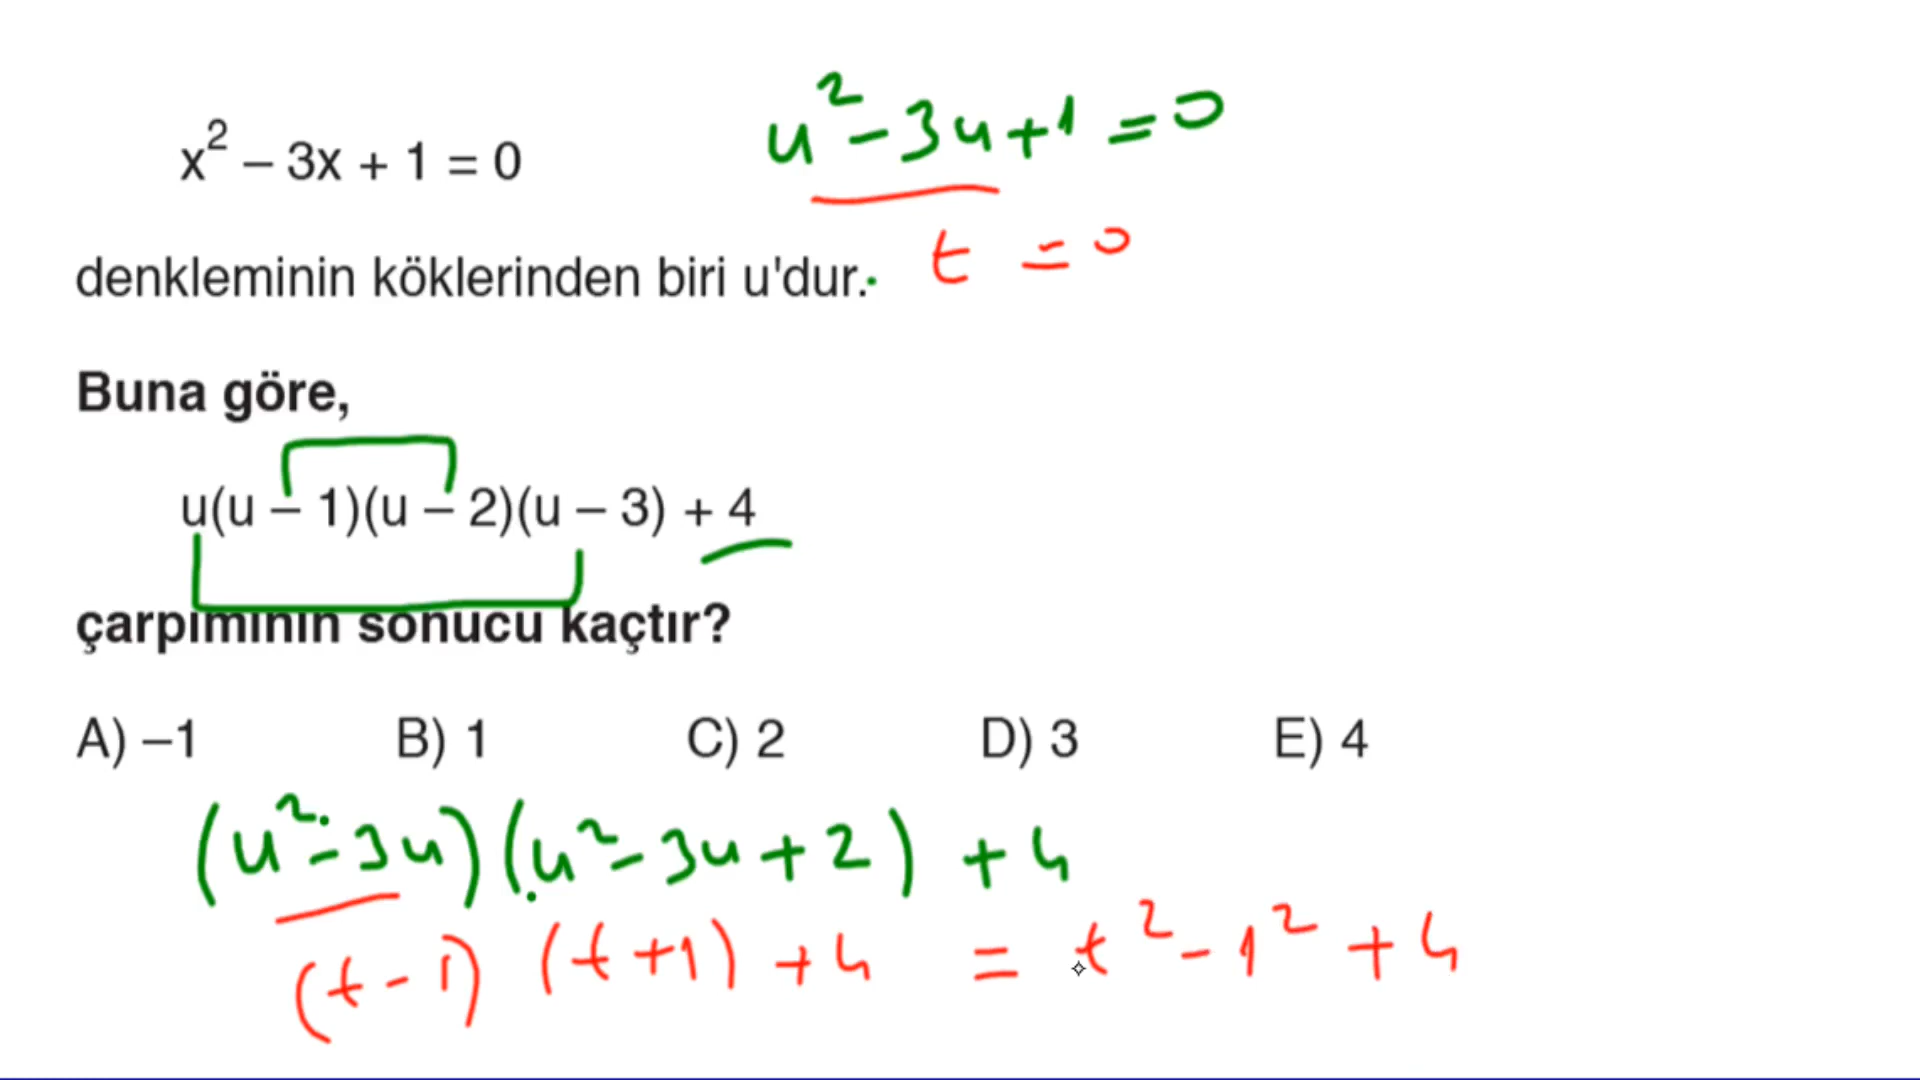 x² – 3x + 1 = 0
u² - 3u + 1 = 0
t = 0
denkleminin köklerinden biri u'dur.
Buna göre,
u(u – 1)(u – 2)(u – 3) + 4
çarpımının sonucu kaçtır?
A) –1 B) 1 C) 2 D) 3 E) 4
(u² - 3u)(u² - 3u + 2) + 4
(t - 1) (t + 1) + 4 = t² - 1² + 4